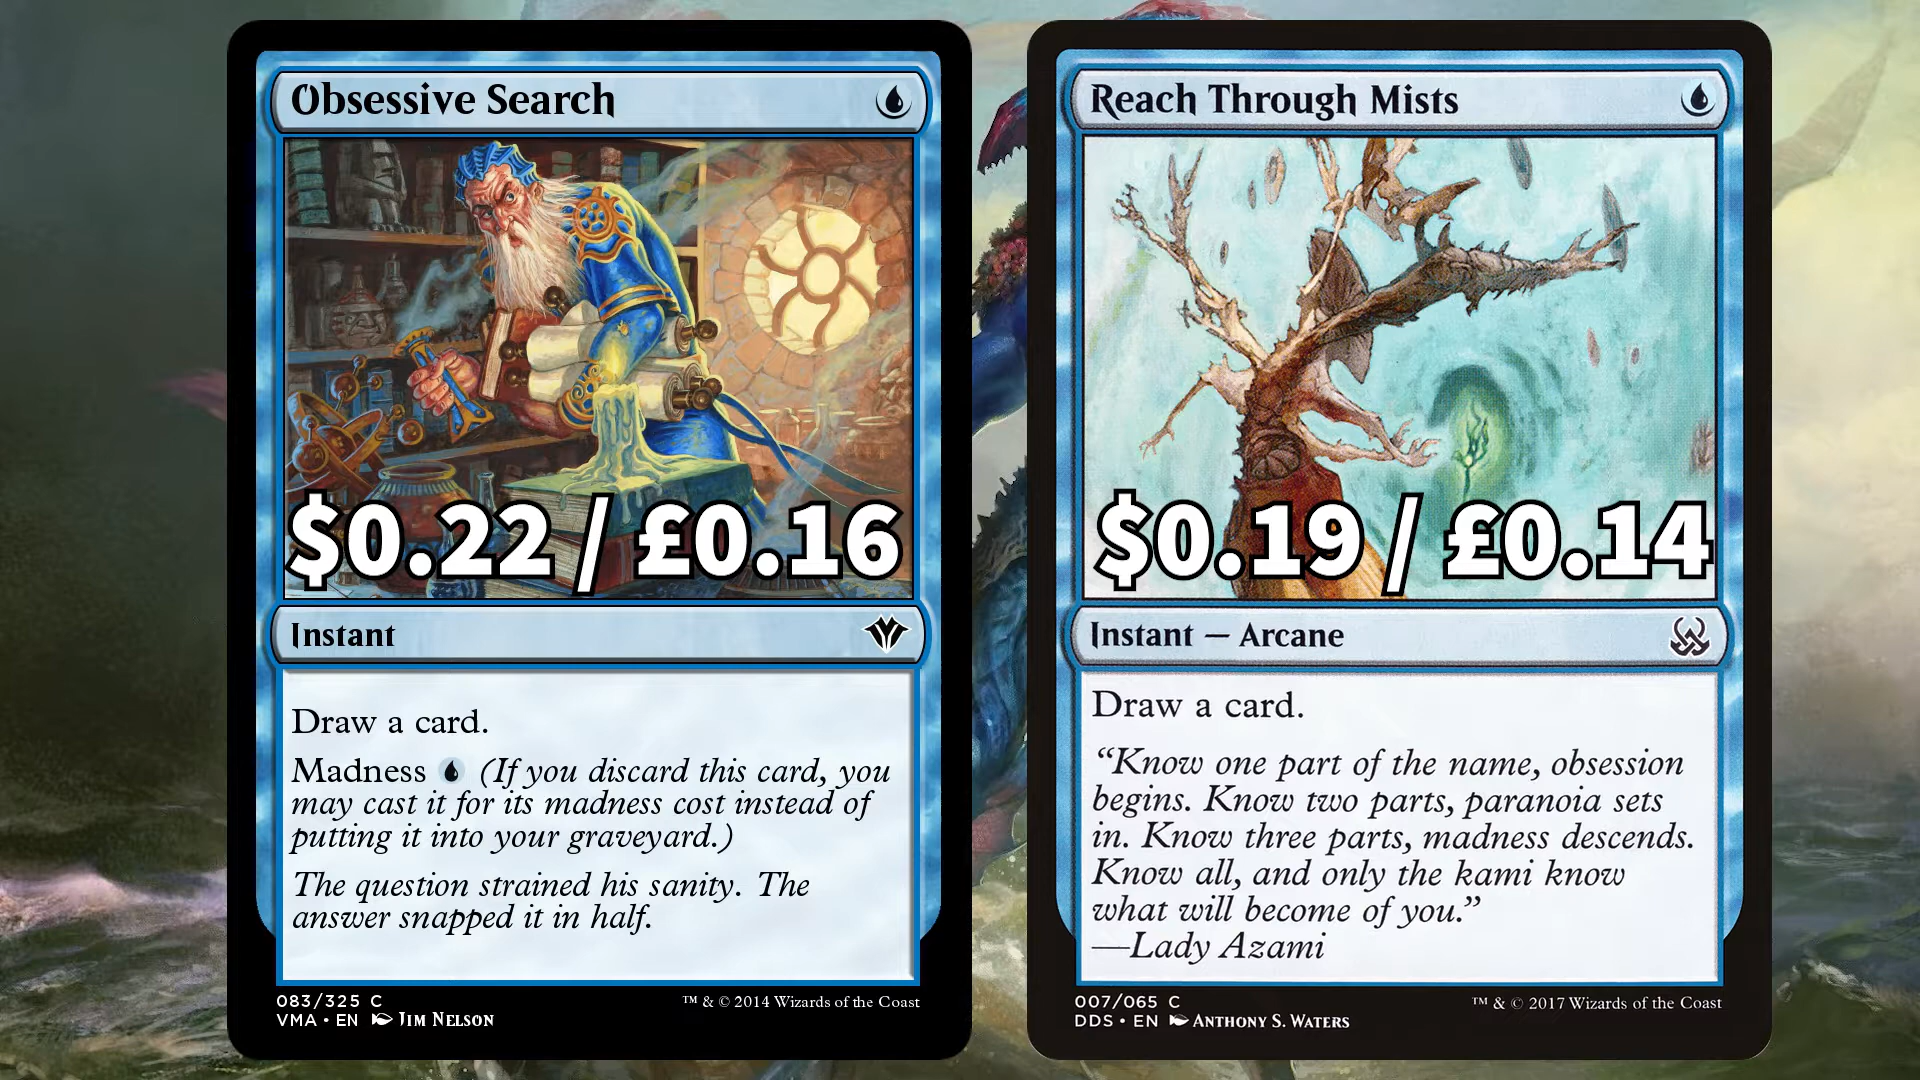 Obsessive Search
$0.22 / £0.16
Instant
Draw a card.
Madness (If you discard this card, you
may cast it for its madness cost instead of
putting it into your graveyard.)
The question strained his sanity. The
answer snapped it in half.
083/325 C
VMA • EN Jim Nelson
™ & © 2014 Wizards of the Coast
Reach Through Mists
$0.19 / £0.14
Instant — Arcane
Draw a card.
“Know one part of the name, obsession
begins. Know two parts, paranoia sets
in. Know three parts, madness descends.
Know all, and only the kami know
what will become of you.”
—Lady Azami
007/065 C
DDS • EN Anthony S. Waters
™ & © 2017 Wizards of the Coast